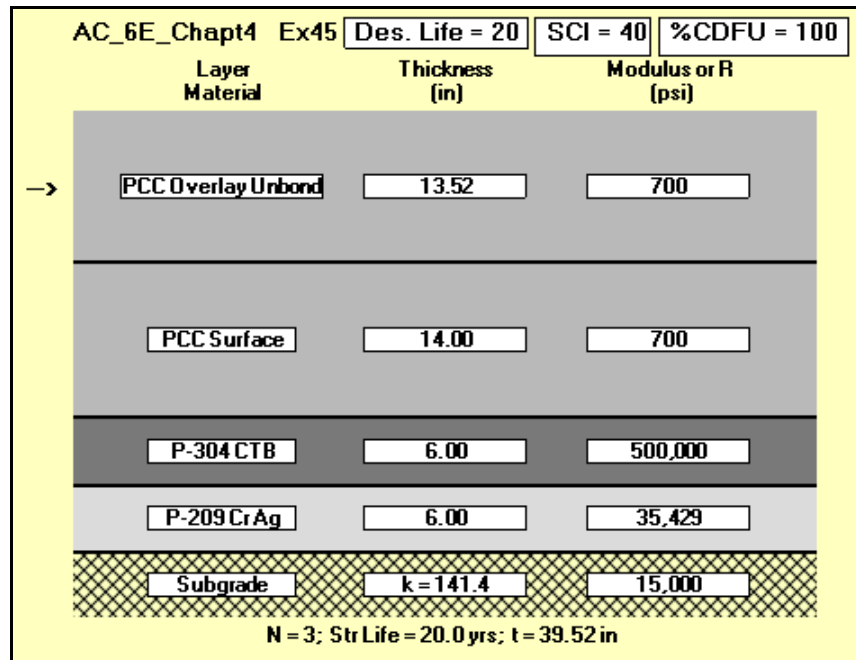 AC_6E_Chapt4 Ex45 Des. Life = 20 SCI = 40 %CDFU = 100
Layer Material Thickness (in) Modulus or R (psi)
--> PCC Overlay Unbond 13.52 700
PCC Surface 14.00 700
P-304 CTB 6.00 500,000
P-209 Cr Ag 6.00 35,429
Subgrade k = 141.4 15,000
N = 3; Str Life = 20.0 yrs; t = 39.52 in